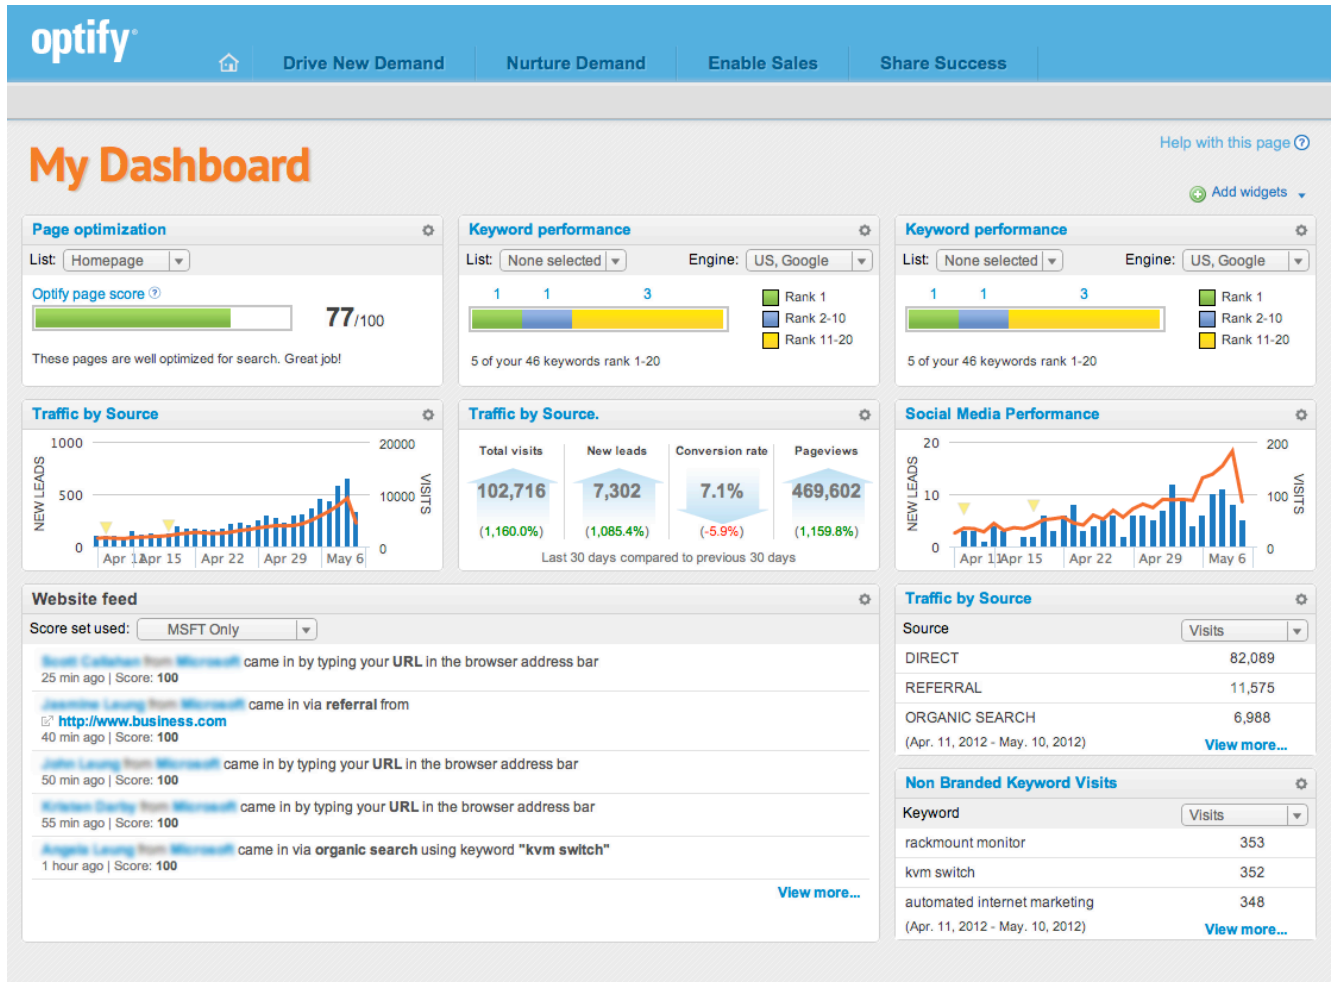 optify®
Drive New Demand
Nurture Demand
Enable Sales
Share Success
My Dashboard
Help with this page ?
Add widgets
Page optimization
List: Homepage
Optify page score ?
77/100
These pages are well optimized for search. Great job!
Keyword performance
List: None selected
Engine: US, Google
1 1 3
Rank 1
Rank 2-10
Rank 11-20
5 of your 46 keywords rank 1-20
Keyword performance
List: None selected
Engine: US, Google
1 1 3
Rank 1
Rank 2-10
Rank 11-20
5 of your 46 keywords rank 1-20
Traffic by Source
1000
500
0
NEW LEADS
20000
10000
0
VISITS
Apr 11 Apr 15 Apr 22 Apr 29 May 6
Traffic by Source.
Total visits New leads Conversion rate Pageviews
102,716 7,302 7.1% 469,602
(1,160.0%) (1,085.4%) (-5.9%) (1,159.8%)
Last 30 days compared to previous 30 days
Social Media Performance
20
10
0
NEW LEADS
200
100
0
VISITS
Apr 11 Apr 15 Apr 22 Apr 29 May 6
Website feed
Score set used: MSFT Only
came in by typing your URL in the browser address bar
25 min ago | Score: 100
came in via referral from
http://www.business.com
40 min ago | Score: 100
came in by typing your URL in the browser address bar
50 min ago | Score: 100
came in by typing your URL in the browser address bar
55 min ago | Score: 100
came in via organic search using keyword "kvm switch"
1 hour ago | Score: 100
View more...
Traffic by Source
Source Visits
DIRECT 82,089
REFERRAL 11,575
ORGANIC SEARCH 6,988
(Apr. 11, 2012 - May. 10, 2012) View more...
Non Branded Keyword Visits
Keyword Visits
rackmount monitor 353
kvm switch 352
automated internet marketing 348
(Apr. 11, 2012 - May. 10, 2012) View more...